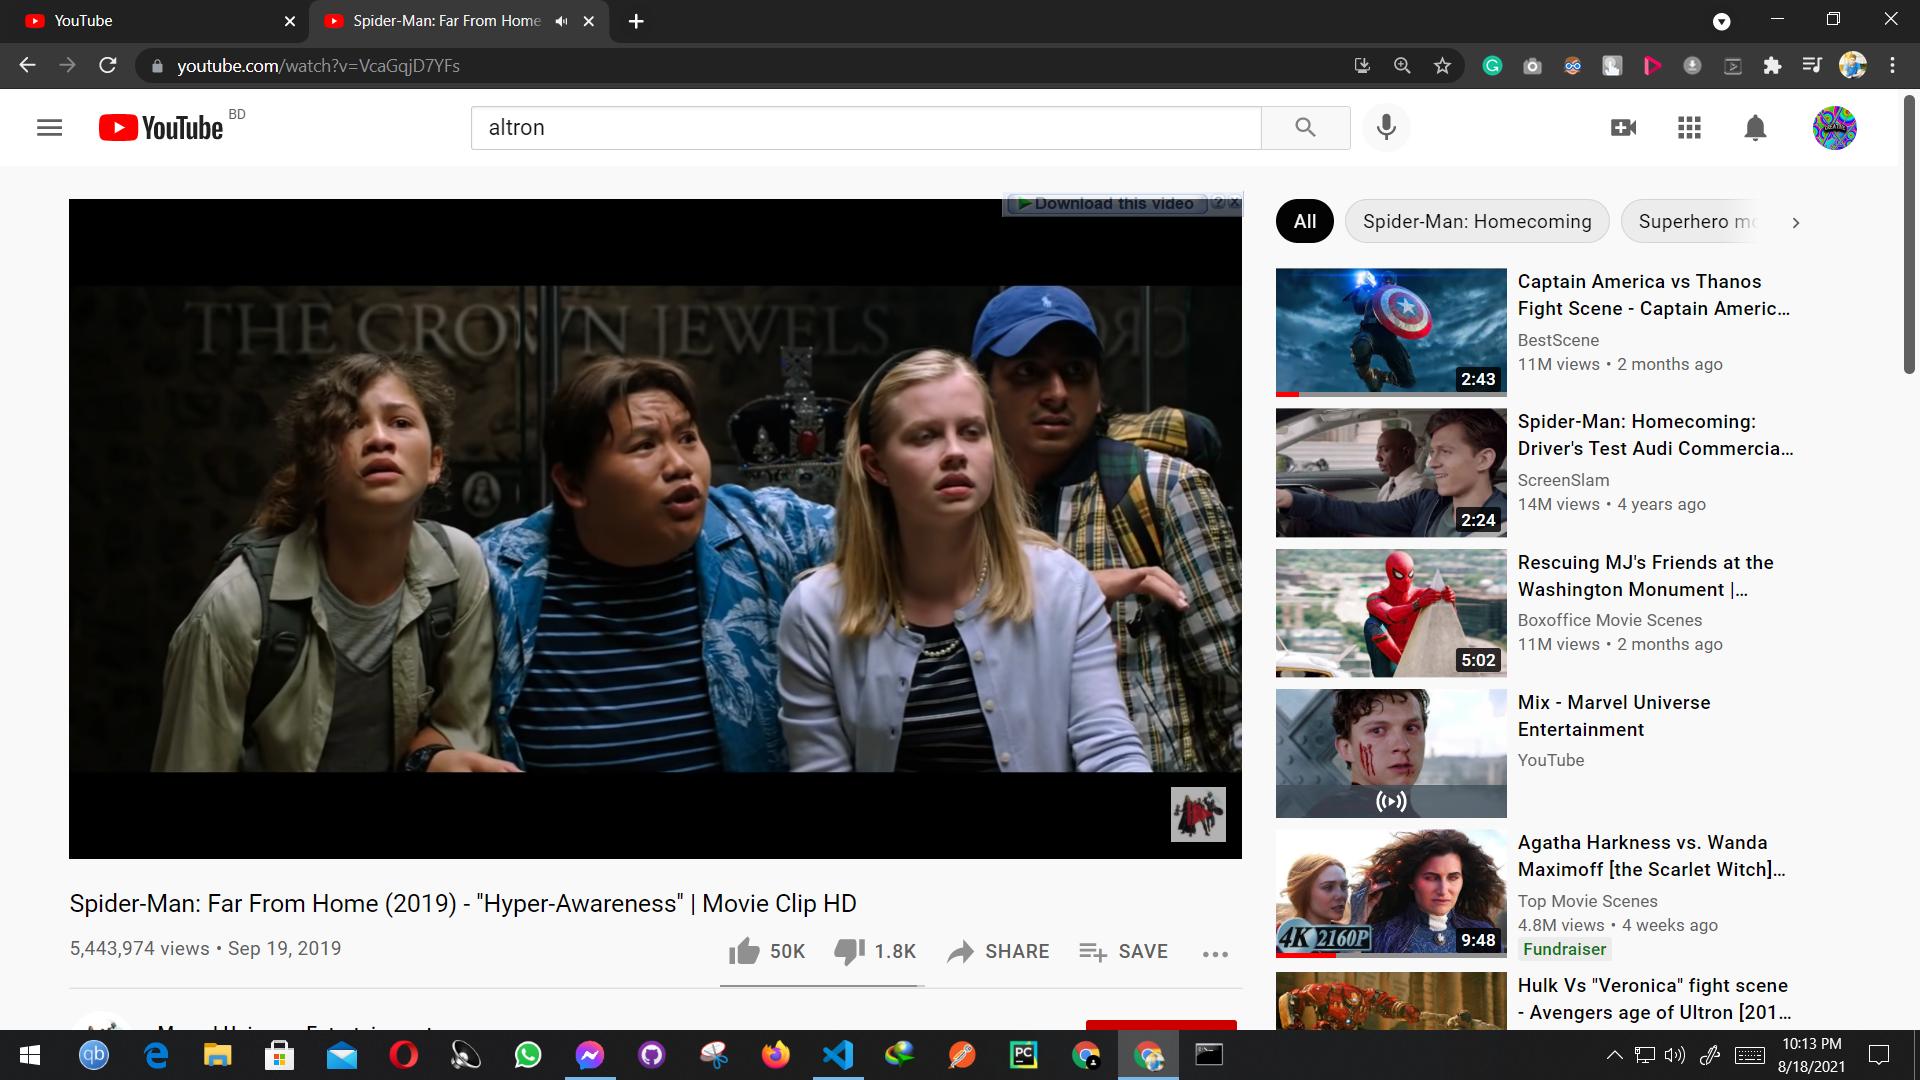 YouTube
Spider-Man: Far From Home
youtube.com/watch?v=VcaGqjD7YFs
YouTube BD
altron
Download this video
THE CROWN JEWELS
All
Spider-Man: Homecoming
Superhero
Captain America vs Thanos
Fight Scene - Captain Americ...
BestScene
11M views • 2 months ago
2:43
Spider-Man: Homecoming:
Driver's Test Audi Commercia...
ScreenSlam
14M views • 4 years ago
2:24
Rescuing MJ's Friends at the
Washington Monument |...
Boxoffice Movie Scenes
11M views • 2 months ago
5:02
Mix - Marvel Universe
Entertainment
YouTube
Agatha Harkness vs. Wanda
Maximoff [the Scarlet Witch]...
Top Movie Scenes
4.8M views • 4 weeks ago
Fundraiser
4K 2160P
9:48
Hulk Vs "Veronica" fight scene
- Avengers age of Ultron [201...
Spider-Man: Far From Home (2019) - "Hyper-Awareness" | Movie Clip HD
5,443,974 views • Sep 19, 2019
50K
1.8K
SHARE
SAVE
qb
PC
10:13 PM
8/18/2021